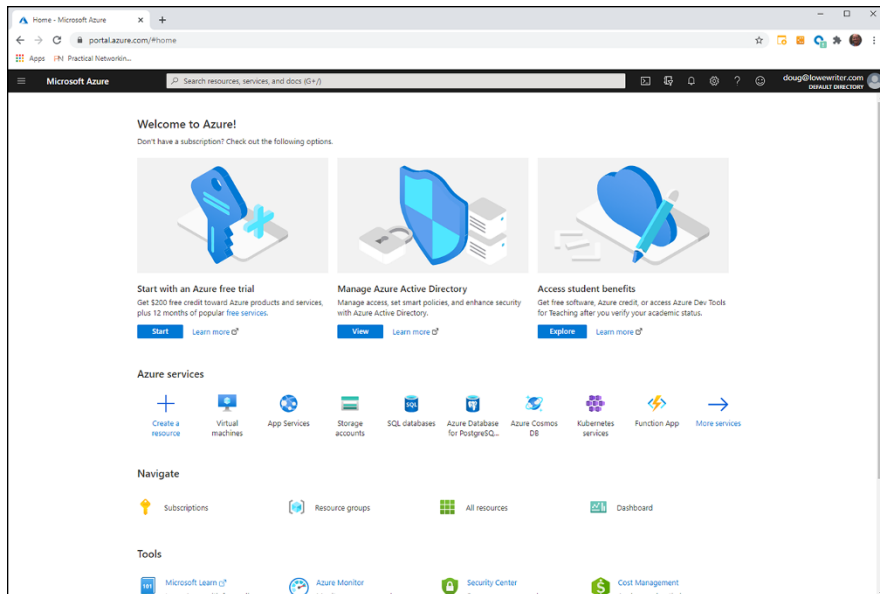 Home - Microsoft Azure
portal.azure.com/#home
Apps
PN Practical Networkin...
Microsoft Azure
Search resources, services, and docs (G+/)
doug@lowewriter.com
DEFAULT DIRECTORY
Welcome to Azure!
Don't have a subscription? Check out the following options.
Start with an Azure free trial
Get $200 free credit toward Azure products and services,
plus 12 months of popular free services.
Start
Learn more
Manage Azure Active Directory
Manage access, set smart policies, and enhance security
with Azure Active Directory.
View
Learn more
Access student benefits
Get free software, Azure credit, or access Azure Dev Tools
for Teaching after you verify your academic status.
Explore
Learn more
Azure services
Create a
resource
Virtual
machines
App Services
Storage
accounts
SQL
SQL databases
Azure Database
for PostgreSQ...
Azure Cosmos
DB
Kubernetes
services
Function App
More services
Navigate
Subscriptions
Resource groups
All resources
Dashboard
Tools
101
Microsoft Learn
Azure Monitor
Security Center
$
Cost Management